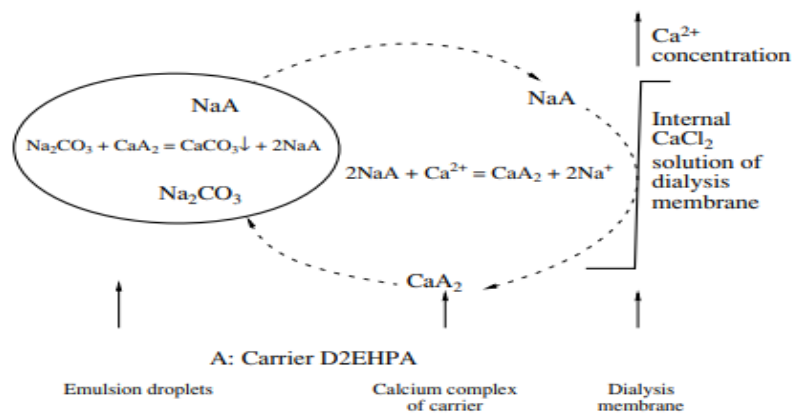 Ca²⁺
concentration
NaA
NaA
Na₂CO₃ + CaA₂ = CaCO₃↓ + 2NaA
Internal
CaCl₂
solution of
dialysis
membrane
2NaA + Ca²⁺ = CaA₂ + 2Na⁺
Na₂CO₃
CaA₂
A: Carrier D2EHPA
Emulsion droplets
Calcium complex
of carrier
Dialysis
membrane